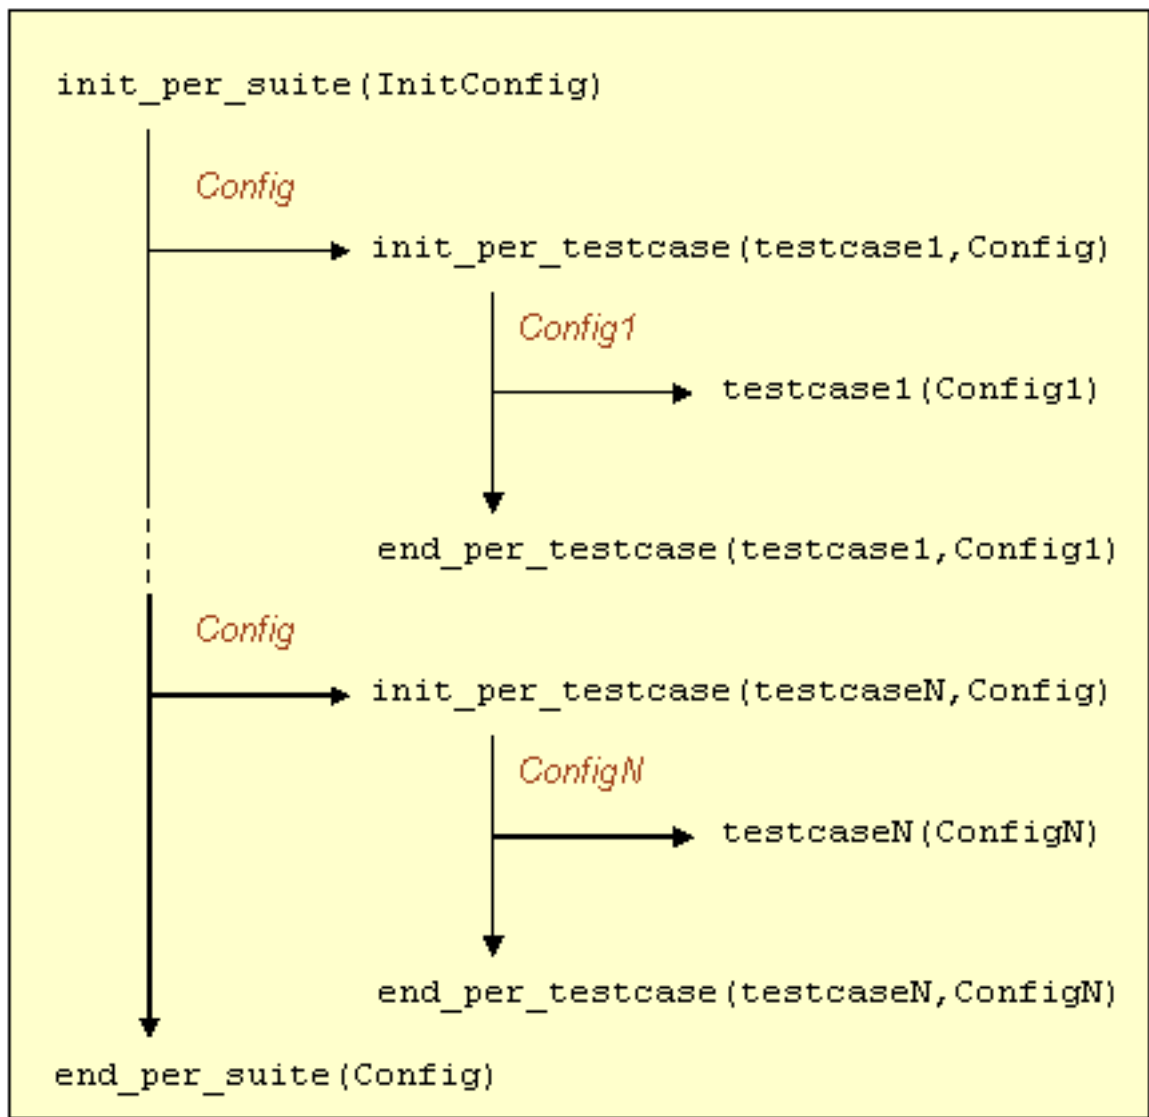 init_per_suite(InitConfig)
Config
init_per_testcase(testcase1,Config)
Config1
testcase1(Config1)
end_per_testcase(testcase1,Config1)
Config
init_per_testcase(testcaseN,Config)
ConfigN
testcaseN(ConfigN)
end_per_testcase(testcaseN,ConfigN)
end_per_suite(Config)